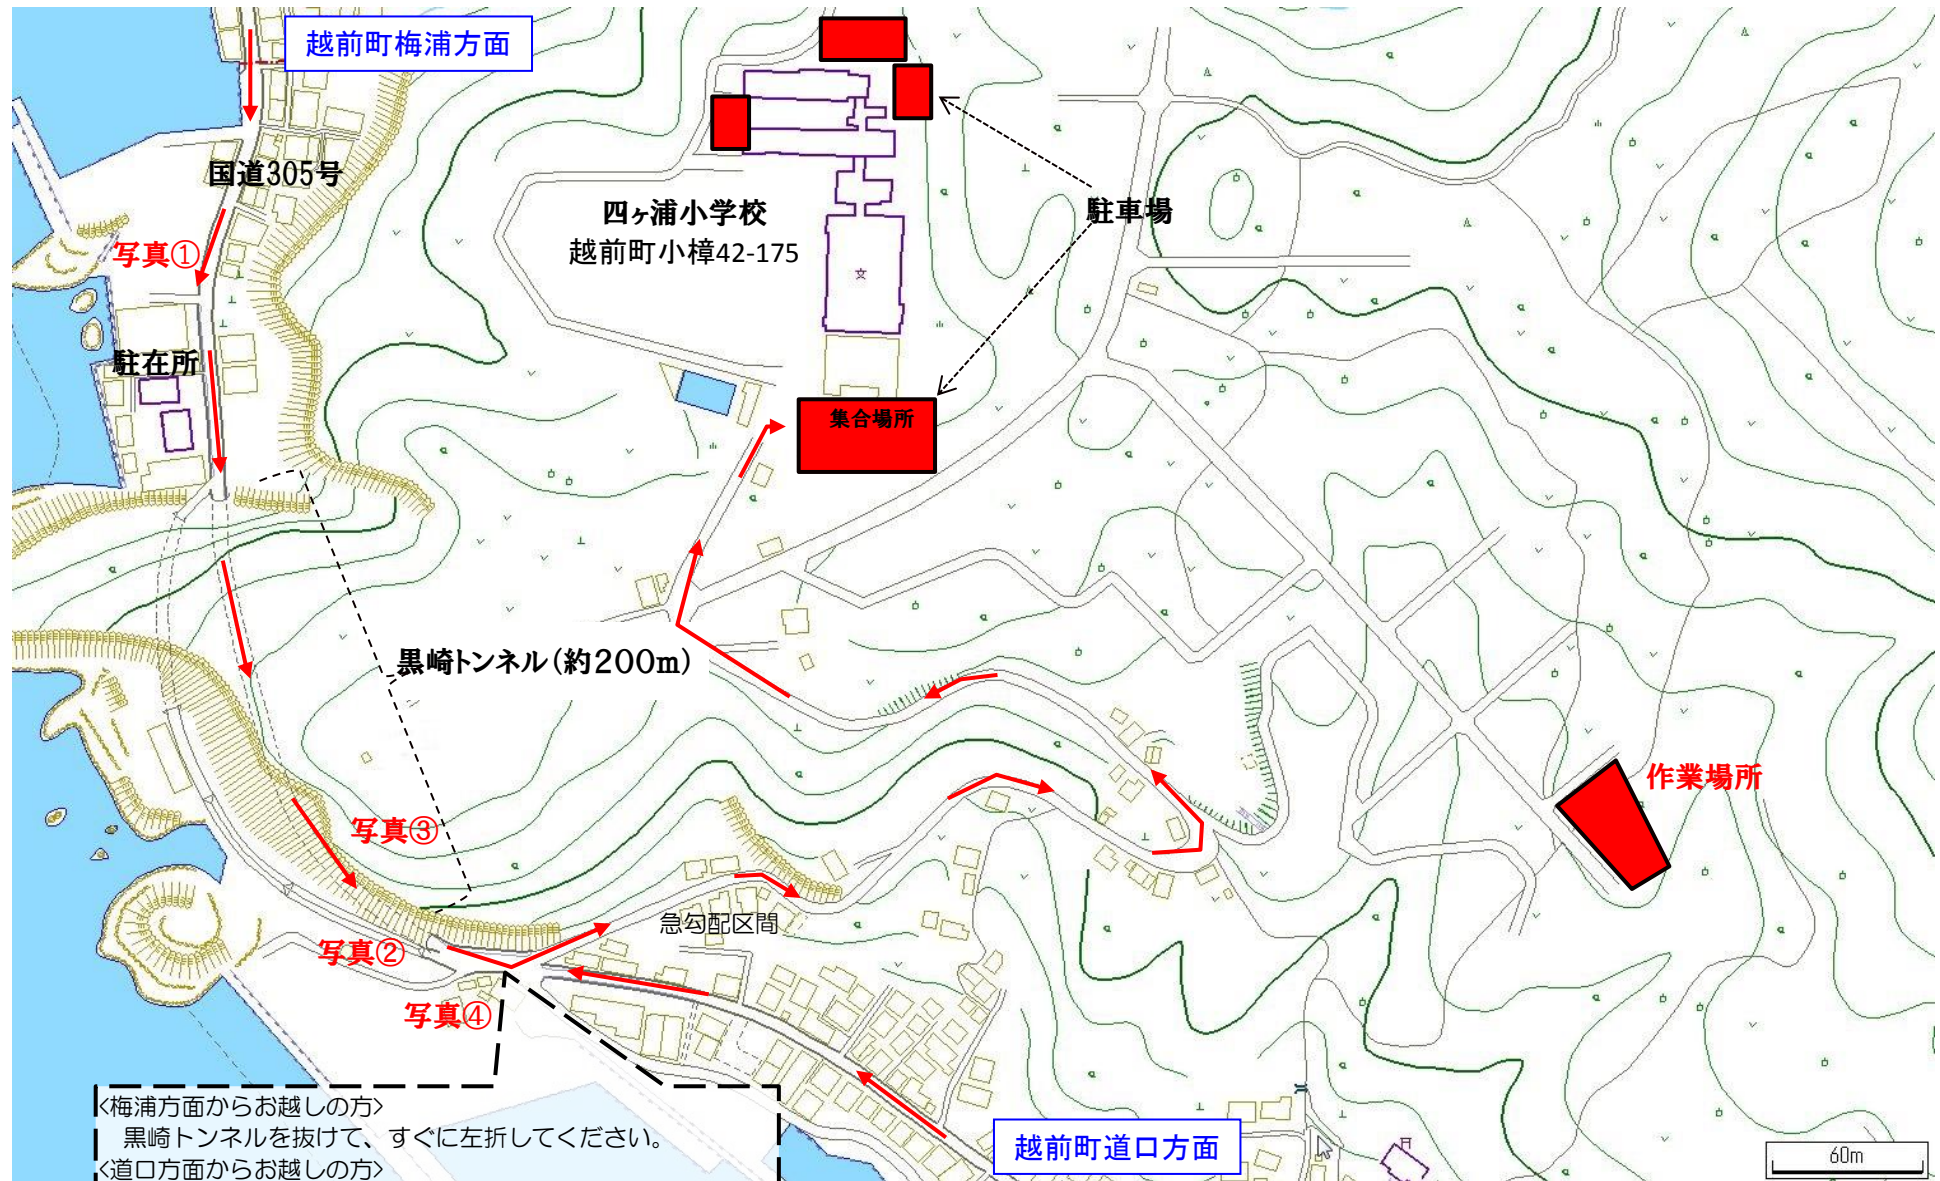 越前町梅浦方面
国道305号
写真①
駐在所
四ヶ浦小学校
越前町小樟42-175
文
駐車場
集合場所
黒崎トンネル(約200m)
作業場所
写真③
急勾配区間
写真②
写真④
<梅浦方面からお越しの方>
黒崎トンネルを抜けて、すぐに左折してください。
<道口方面からお越しの方>
越前町道口方面
60m